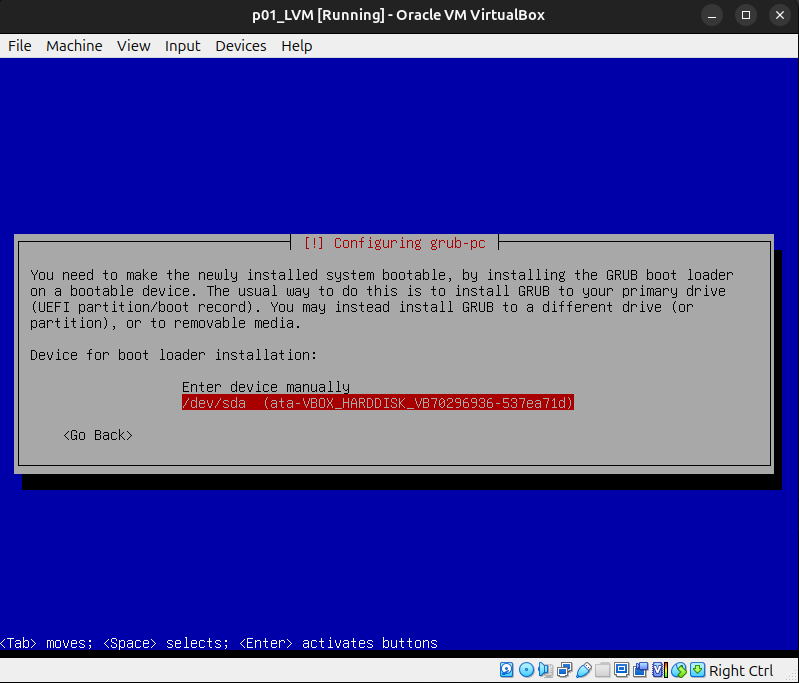 p01_LVM [Running] - Oracle VM VirtualBox
File Machine View Input Devices Help
[!] Configuring grub-pc
You need to make the newly installed system bootable, by installing the GRUB boot loader
on a bootable device. The usual way to do this is to install GRUB to your primary drive
(UEFI partition/boot record). You may instead install GRUB to a different drive (or
partition), or to removable media.
Device for boot loader installation:
Enter device manually
/dev/sda (ata-VBOX_HARDDISK_VB70296936-537ea71d)
<Go Back>
<Tab> moves; <Space> selects; <Enter> activates buttons
Right Ctrl